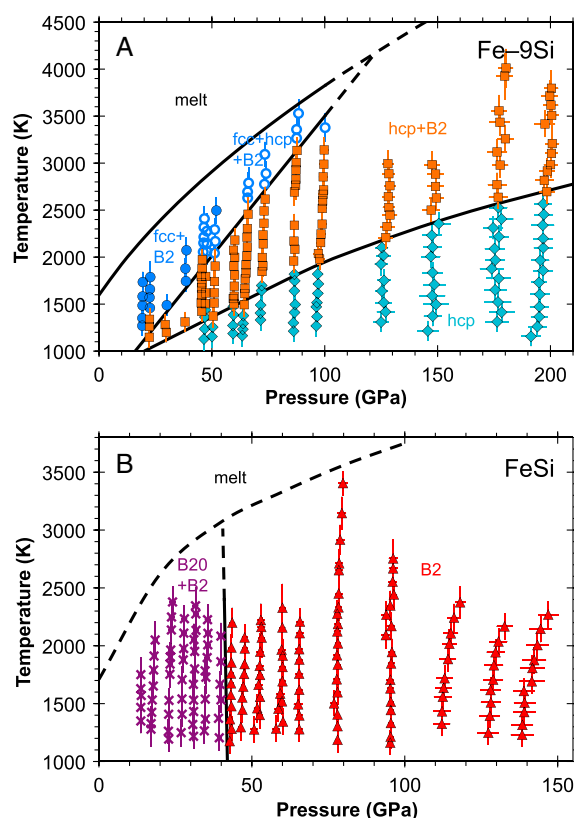 A
Fe–9Si
melt
fcc+hcp
+B2
hcp+B2
fcc+
B2
hcp
4500
4000
3500
3000
2500
2000
1500
1000
Temperature (K)
0
50
100
150
200
Pressure (GPa)
B
FeSi
melt
B20
+B2
B2
3500
3000
2500
2000
1500
1000
Temperature (K)
0
50
100
150
Pressure (GPa)